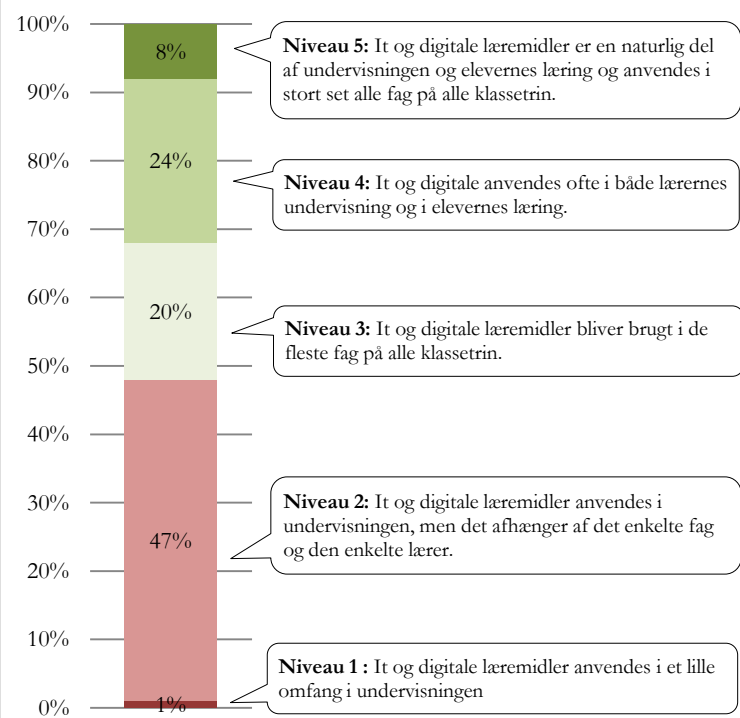 100%
8%
Niveau 5: It og digitale læremidler er en naturlig del
af undervisningen og elevernes læring og anvendes i
stort set alle fag på alle klassetrin.
90%
80%
24%
Niveau 4: It og digitale anvendes ofte i både lærernes
undervisning og i elevernes læring.
70%
60%
20%
Niveau 3: It og digitale læremidler bliver brugt i de
fleste fag på alle klassetrin.
50%
40%
30%
Niveau 2: It og digitale læremidler anvendes i
undervisningen, men det afhænger af det enkelte fag
og den enkelte lærer.
47%
20%
10%
Niveau 1 : It og digitale læremidler anvendes i et lille
omfang i undervisningen
0%
1%